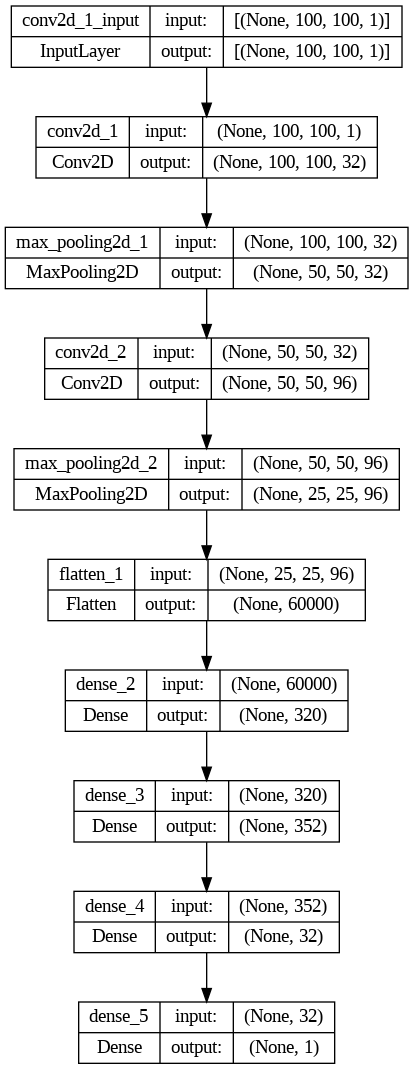 conv2d_1_input input: [(None, 100, 100, 1)]
InputLayer output: [(None, 100, 100, 1)]
conv2d_1 input: (None, 100, 100, 1)
Conv2D output: (None, 100, 100, 32)
max_pooling2d_1 input: (None, 100, 100, 32)
MaxPooling2D output: (None, 50, 50, 32)
conv2d_2 input: (None, 50, 50, 32)
Conv2D output: (None, 50, 50, 96)
max_pooling2d_2 input: (None, 50, 50, 96)
MaxPooling2D output: (None, 25, 25, 96)
flatten_1 input: (None, 25, 25, 96)
Flatten output: (None, 60000)
dense_2 input: (None, 60000)
Dense output: (None, 320)
dense_3 input: (None, 320)
Dense output: (None, 352)
dense_4 input: (None, 352)
Dense output: (None, 32)
dense_5 input: (None, 32)
Dense output: (None, 1)